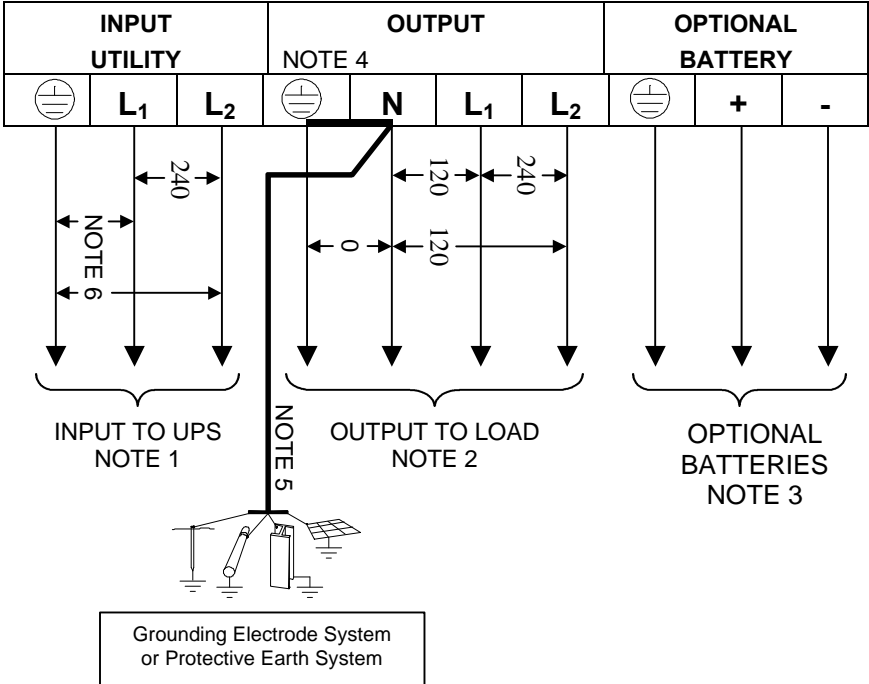 INPUT
UTILITY
OUTPUT
NOTE 4
OPTIONAL
BATTERY
L₁ L₂ N L₁ L₂ + -
240
120
240
NOTE 6
0
120
INPUT TO UPS
NOTE 1
NOTE 5
OUTPUT TO LOAD
NOTE 2
OPTIONAL
BATTERIES
NOTE 3
Grounding Electrode System
or Protective Earth System